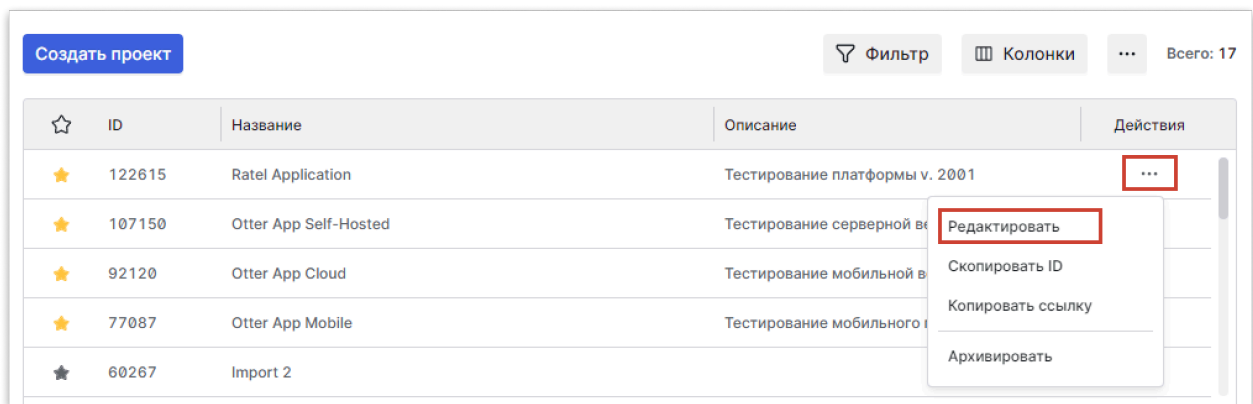 Создать проект
Фильтр
Колонки
Всего: 17
ID
Название
Описание
Действия
122615
Ratel Application
Тестирование платформы v. 2001
107150
Otter App Self-Hosted
Тестирование серверной
Редактировать
92120
Otter App Cloud
Тестирование мобильной
Скопировать ID
Копировать ссылку
77087
Otter App Mobile
Тестирование мобильного
Архивировать
60267
Import 2